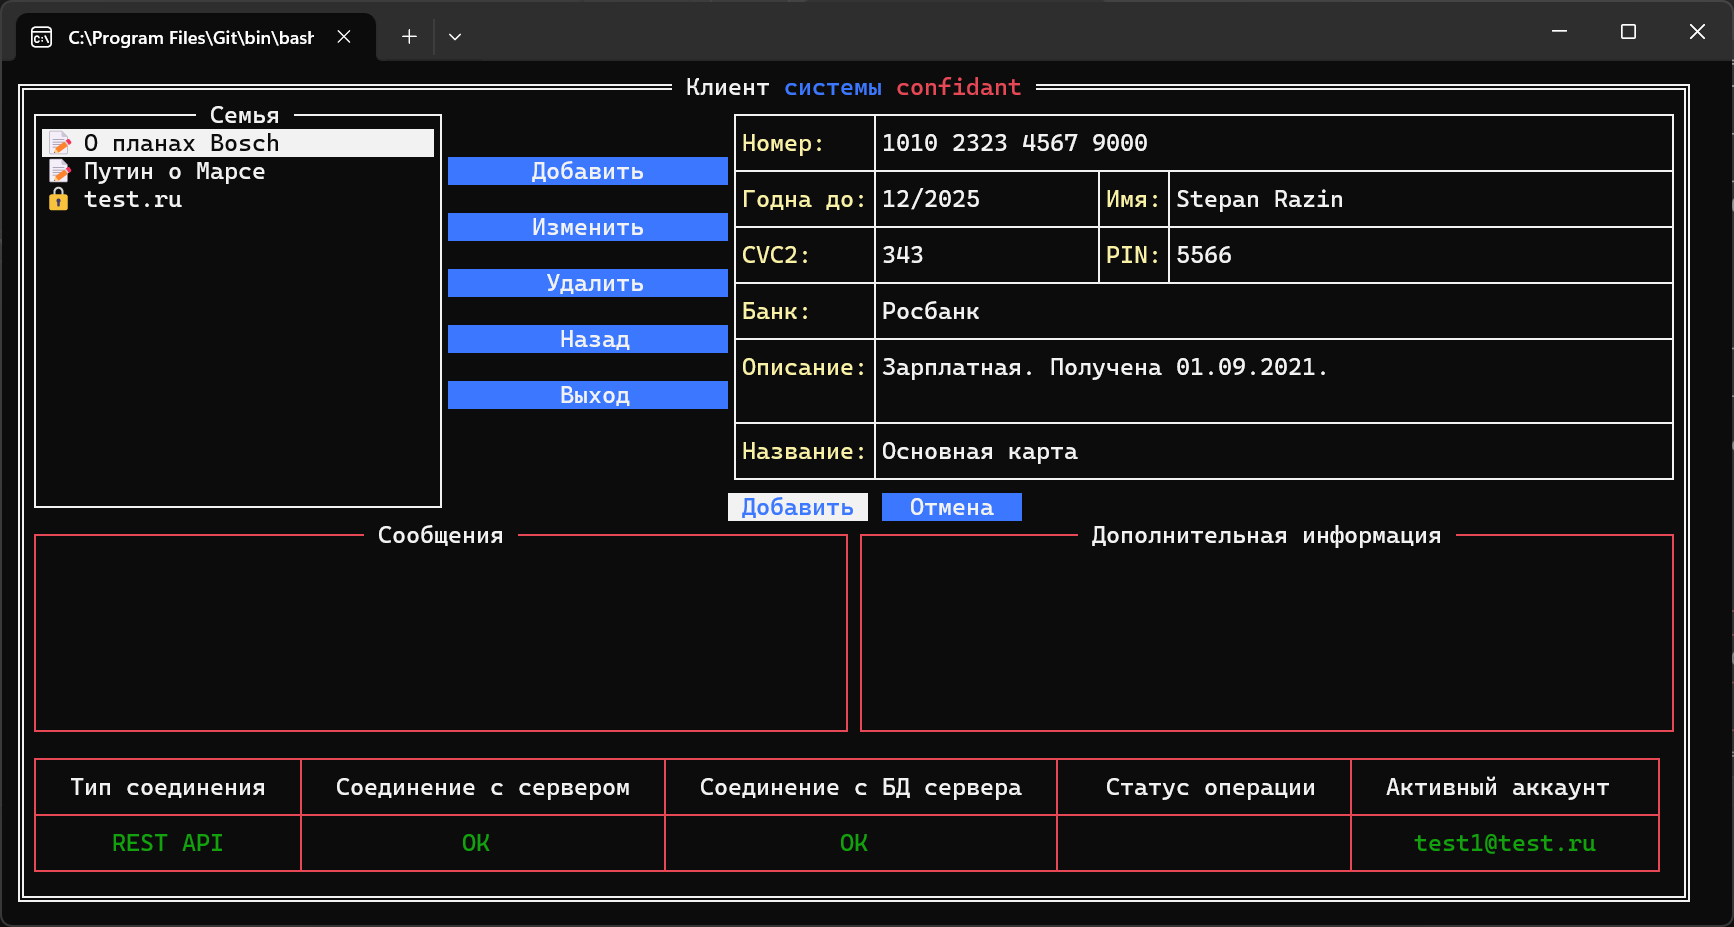 C:\Program Files\Git\bin\bash
Клиент системы confidant
Семья
О планах Bosch
Путин о Марсе
test.ru
Добавить
Изменить
Удалить
Назад
Выход
Номер: 1010 2323 4567 9000
Годна до: 12/2025 Имя: Stepan Razin
CVC2: 343 PIN: 5566
Банк: Росбанк
Описание: Зарплатная. Получена 01.09.2021.
Название: Основная карта
Добавить Отмена
Сообщения
Дополнительная информация
Тип соединения Соединение с сервером Соединение с БД сервера Статус операции Активный аккаунт
REST API OK OK test1@test.ru